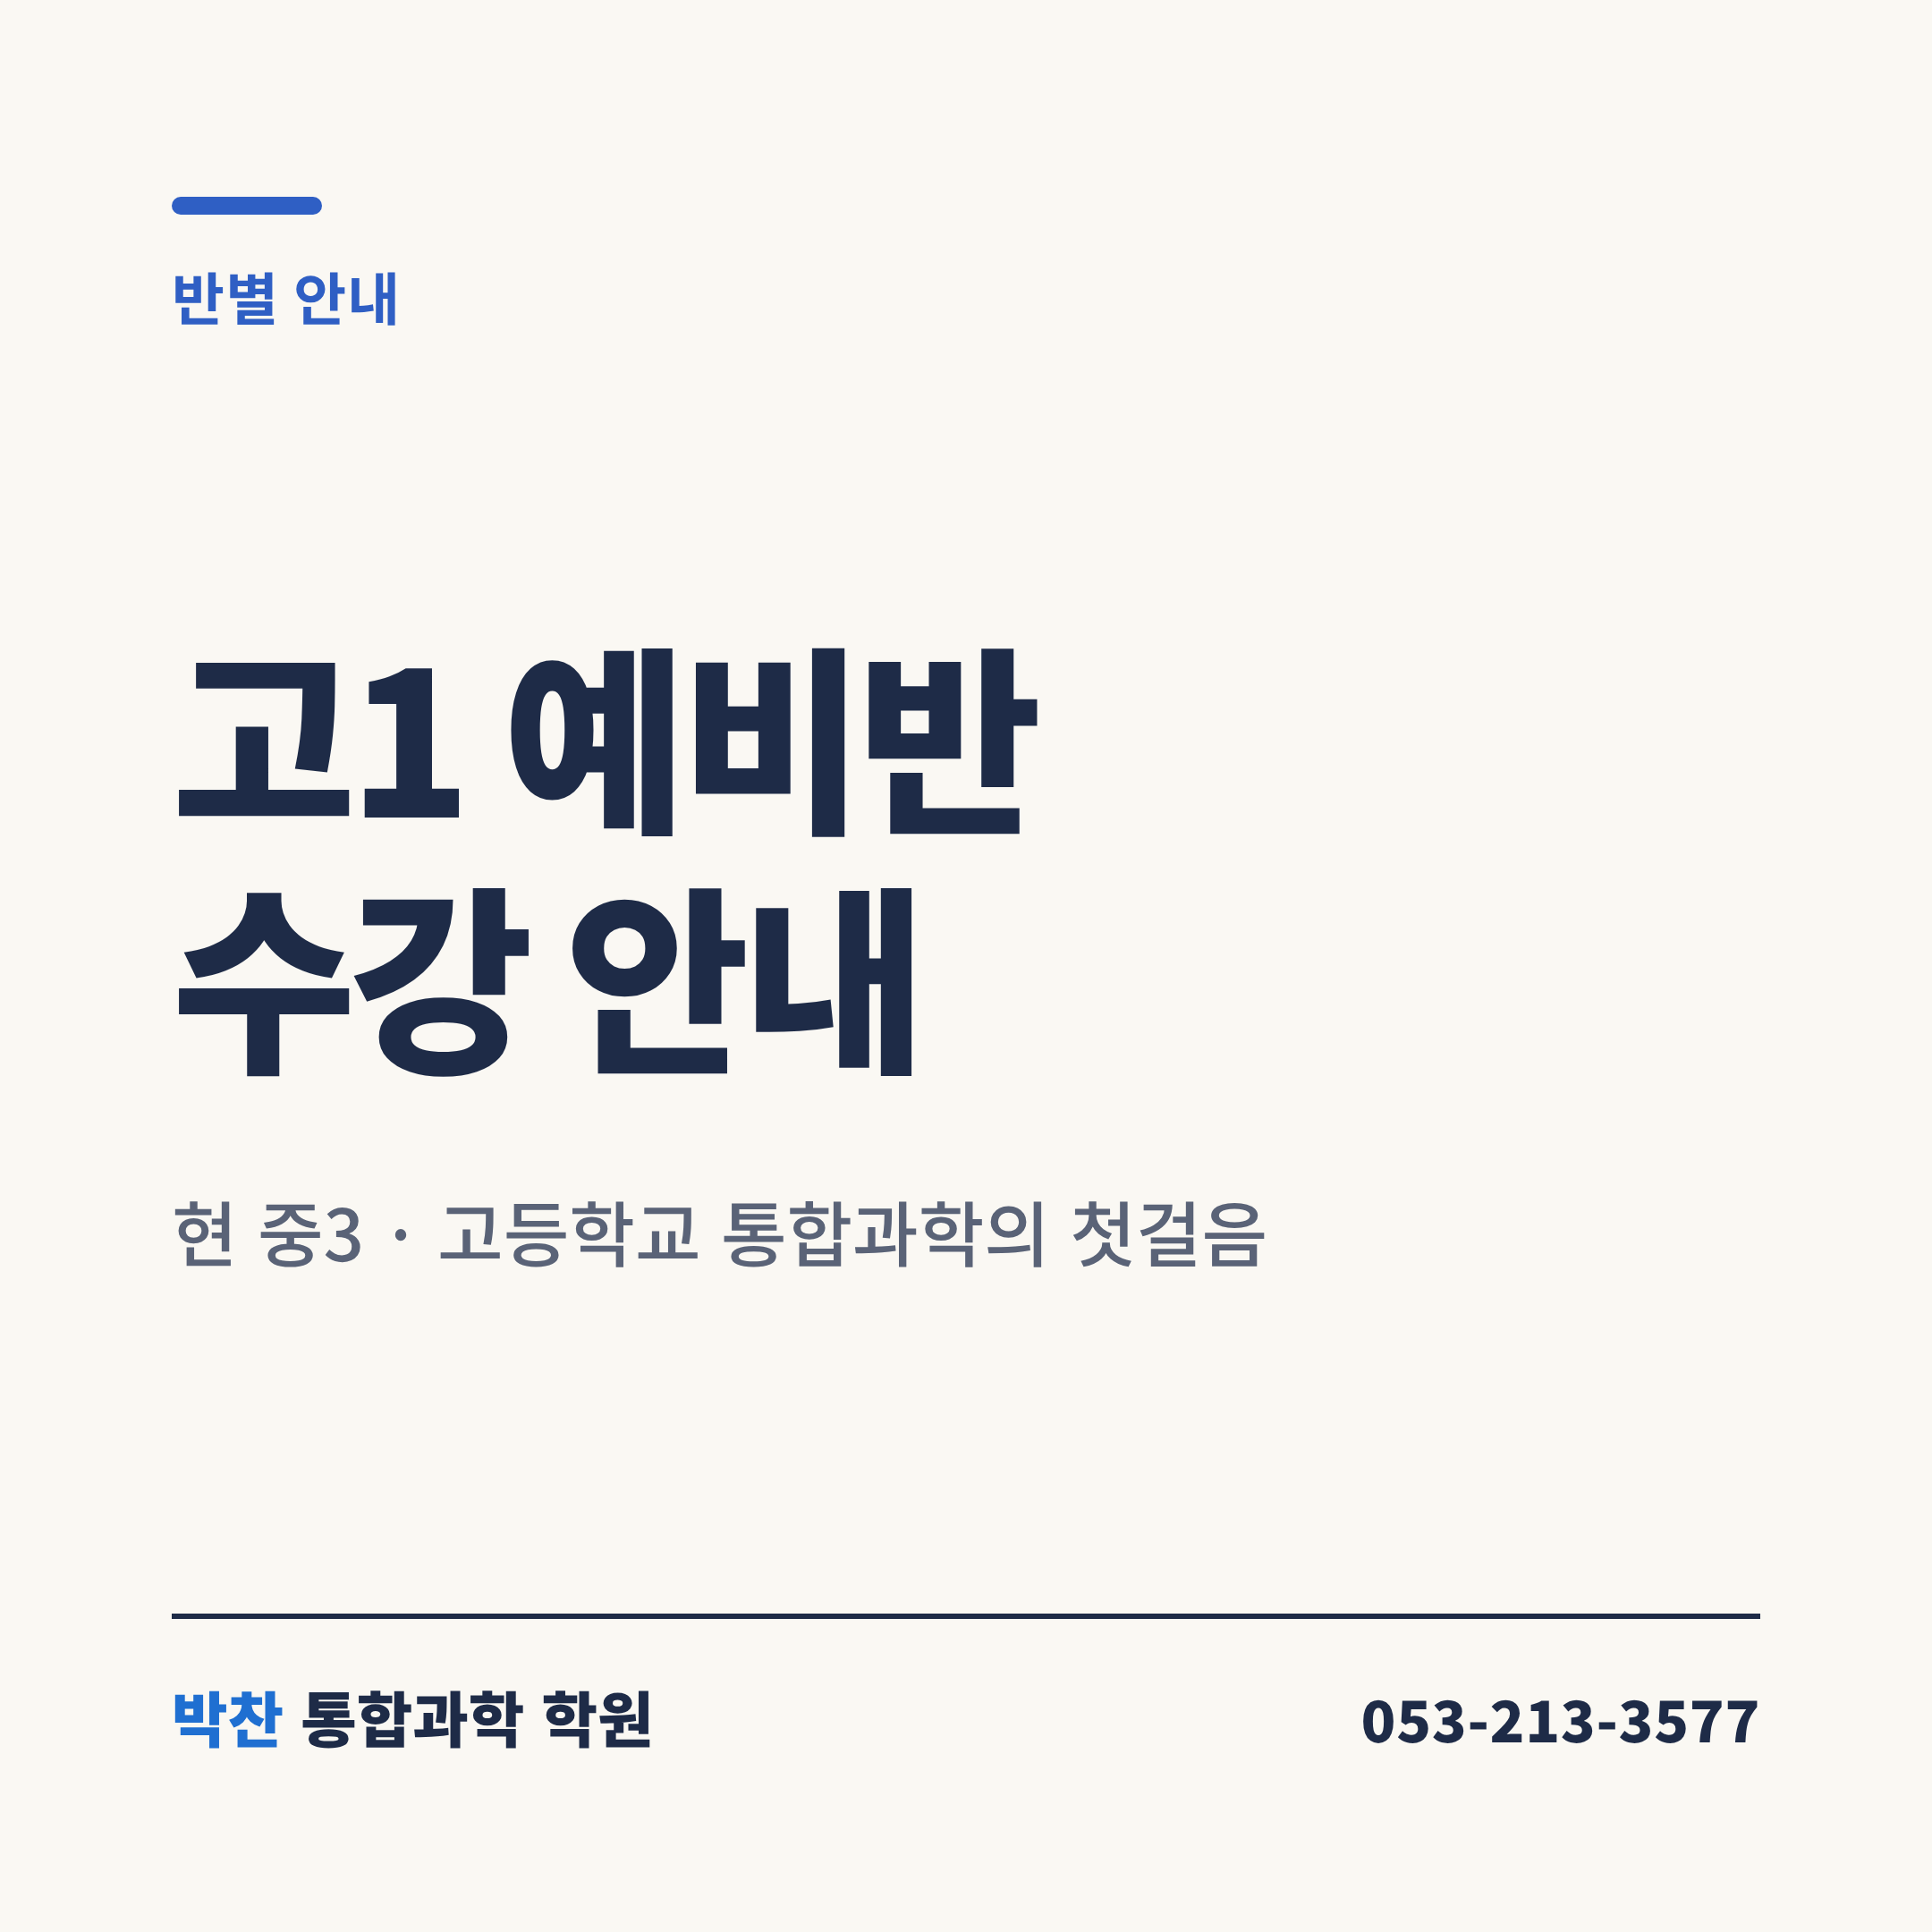 반별 안내
고1 예비반
수강 안내
현 중3 · 고등학교 통합과학의 첫걸음
박찬 통합과학 학원
053-213-3577